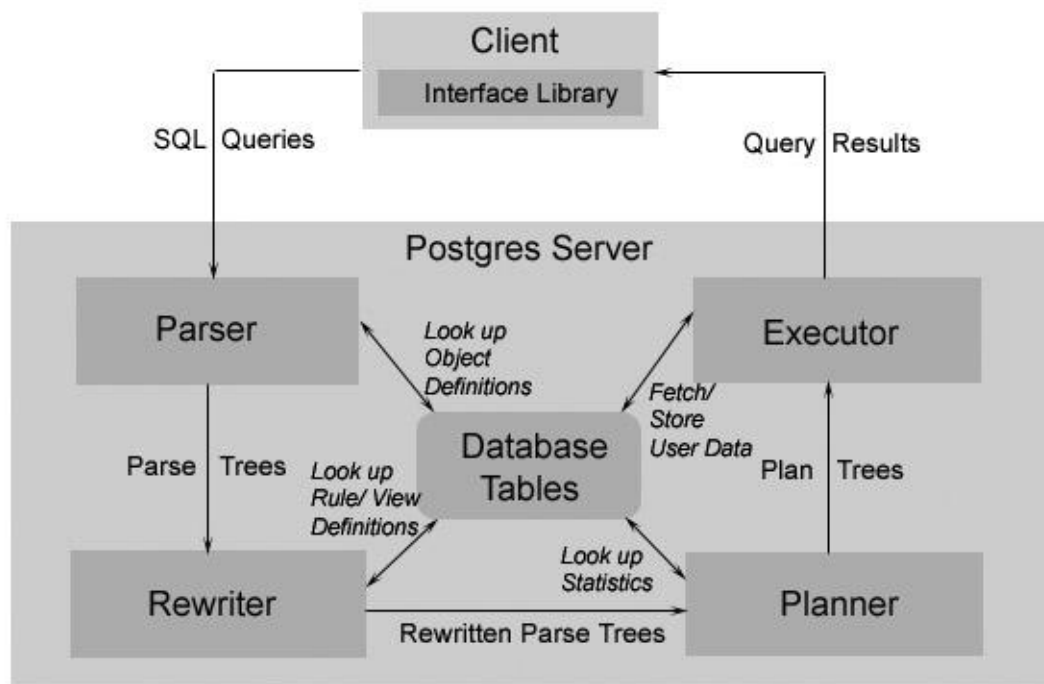 Client
Interface Library
SQL Queries
Query Results
Postgres Server
Parser
Executor
Look up
Object
Definitions
Fetch/
Store
User Data
Database
Tables
Parse Trees
Plan Trees
Look up
Rule/ View
Definitions
Look up
Statistics
Rewriter
Planner
Rewritten Parse Trees